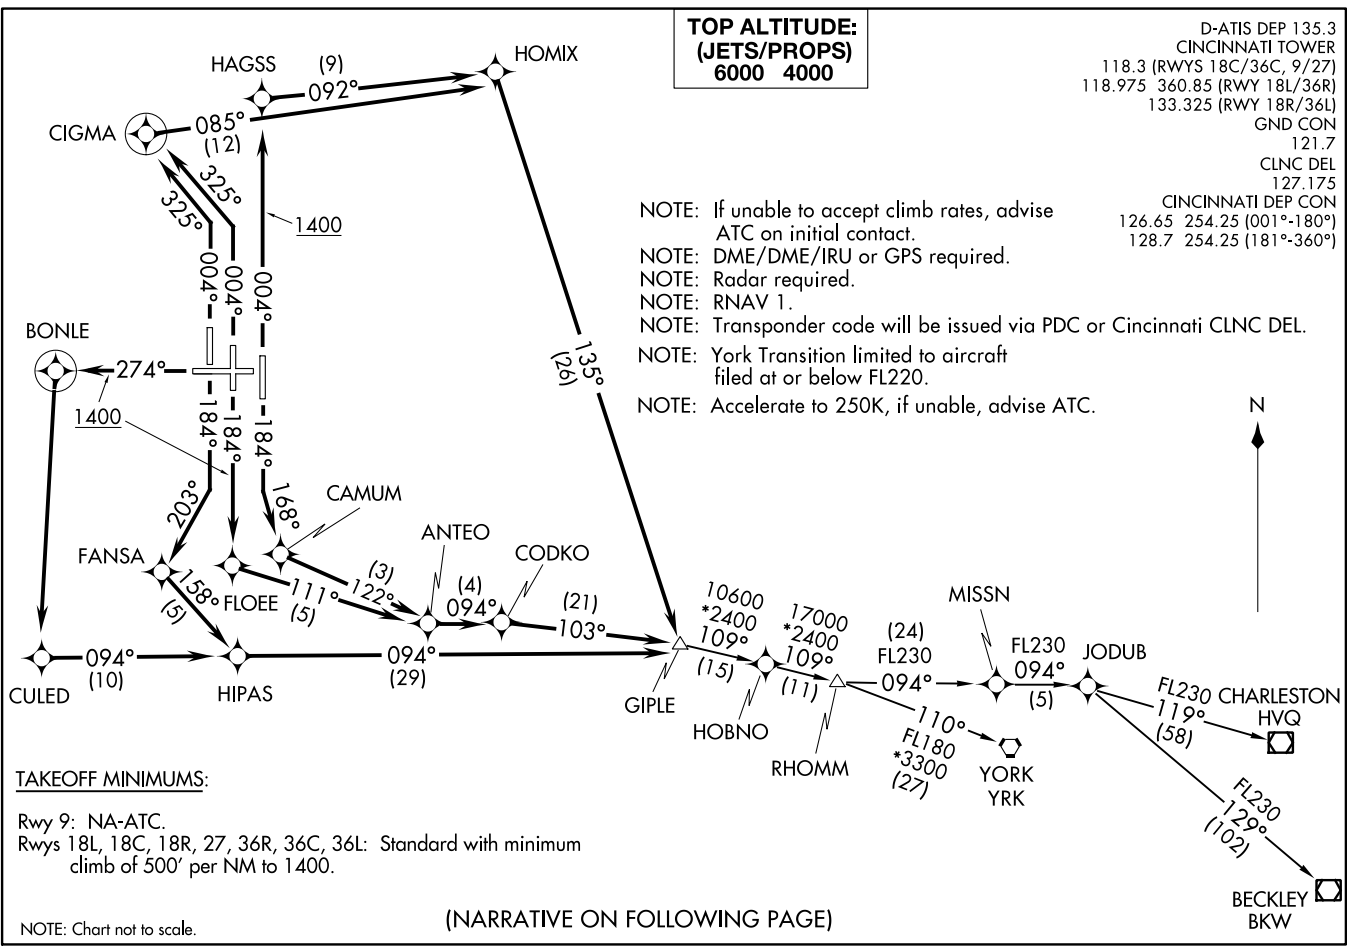 TOP ALTITUDE:
(JETS/PROPS)
6000 4000
D-ATIS DEP 135.3
CINCINNATI TOWER
118.3 (RWYS 18C/36C, 9/27)
118.975 360.85 (RWY 18L/36R)
133.325 (RWY 18R/36L)
GND CON
121.7
CLNC DEL
127.175
CINCINNATI DEP CON
126.65 254.25 (001°-180°)
128.7 254.25 (181°-360°)
HAGSS
(9)
092°
HOMIX
CIGMA
085°
(12)
325°
325°
1400
004°
004°
004°
NOTE: If unable to accept climb rates, advise
ATC on initial contact.
NOTE: DME/DME/IRU or GPS required.
NOTE: Radar required.
NOTE: RNAV 1.
NOTE: Transponder code will be issued via PDC or Cincinnati CLNC DEL.
NOTE: York Transition limited to aircraft
filed at or below FL220.
NOTE: Accelerate to 250K, if unable, advise ATC.
135°
(26)
N
BONLE
274°
1400
184°
184°
184°
203°
168°
CAMUM
ANTEO
CODKO
FANSA
158°
(5)
FLOEE
111°
(5)
(3)
122°
(4)
094°
(21)
103°
CULED
094°
(10)
HIPAS
094°
(29)
GIPLE
10600
*2400
109°
(15)
HOBNO
17000
*2400
109°
(11)
RHOMM
(24)
FL230
094°
MISSN
FL230
094°
(5)
JODUB
110°
FL180
*3300
(27)
YORK
YRK
FL230
119°
(58)
CHARLESTON
HVQ
FL230
129°
(102)
BECKLEY
BKW
TAKEOFF MINIMUMS:
Rwy 9: NA-ATC.
Rwys 18L, 18C, 18R, 27, 36R, 36C, 36L: Standard with minimum
climb of 500' per NM to 1400.
NOTE: Chart not to scale.
(NARRATIVE ON FOLLOWING PAGE)